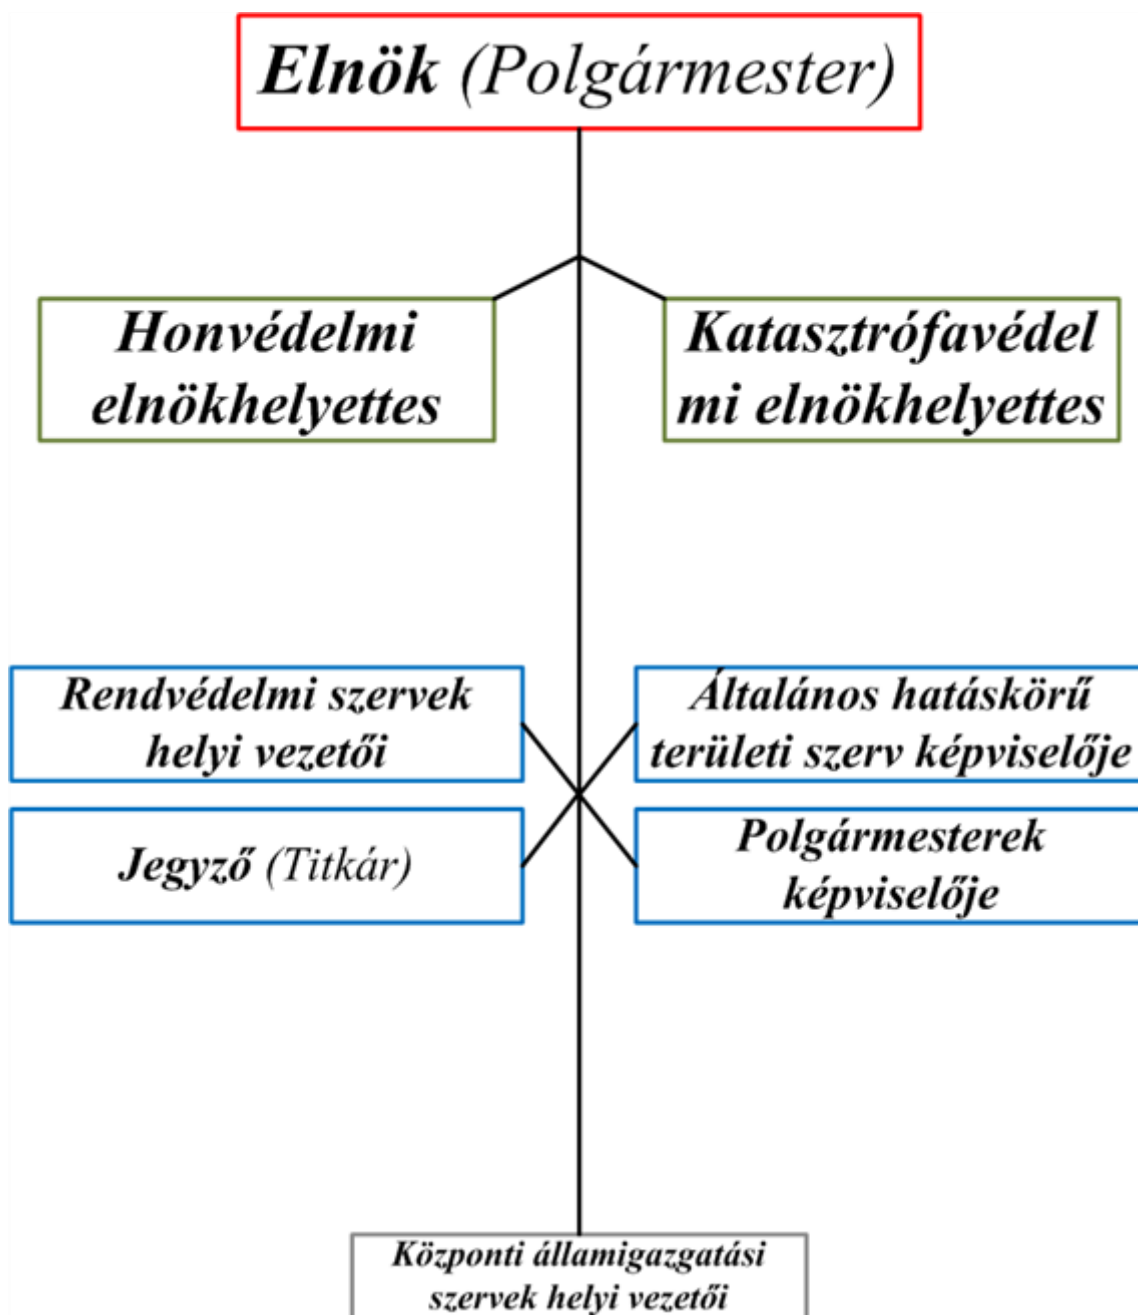 Elnök (Polgármester)
Honvédelmi
elnökhelyettes
Katasztrófavédel
mi elnökhelyettes
Rendvédelmi szervek
helyi vezetői
Általános hatáskörű
területi szerv képviselője
Jegyző (Titkár)
Polgármesterek
képviselője
Központi államigazgatási
szervek helyi vezetői